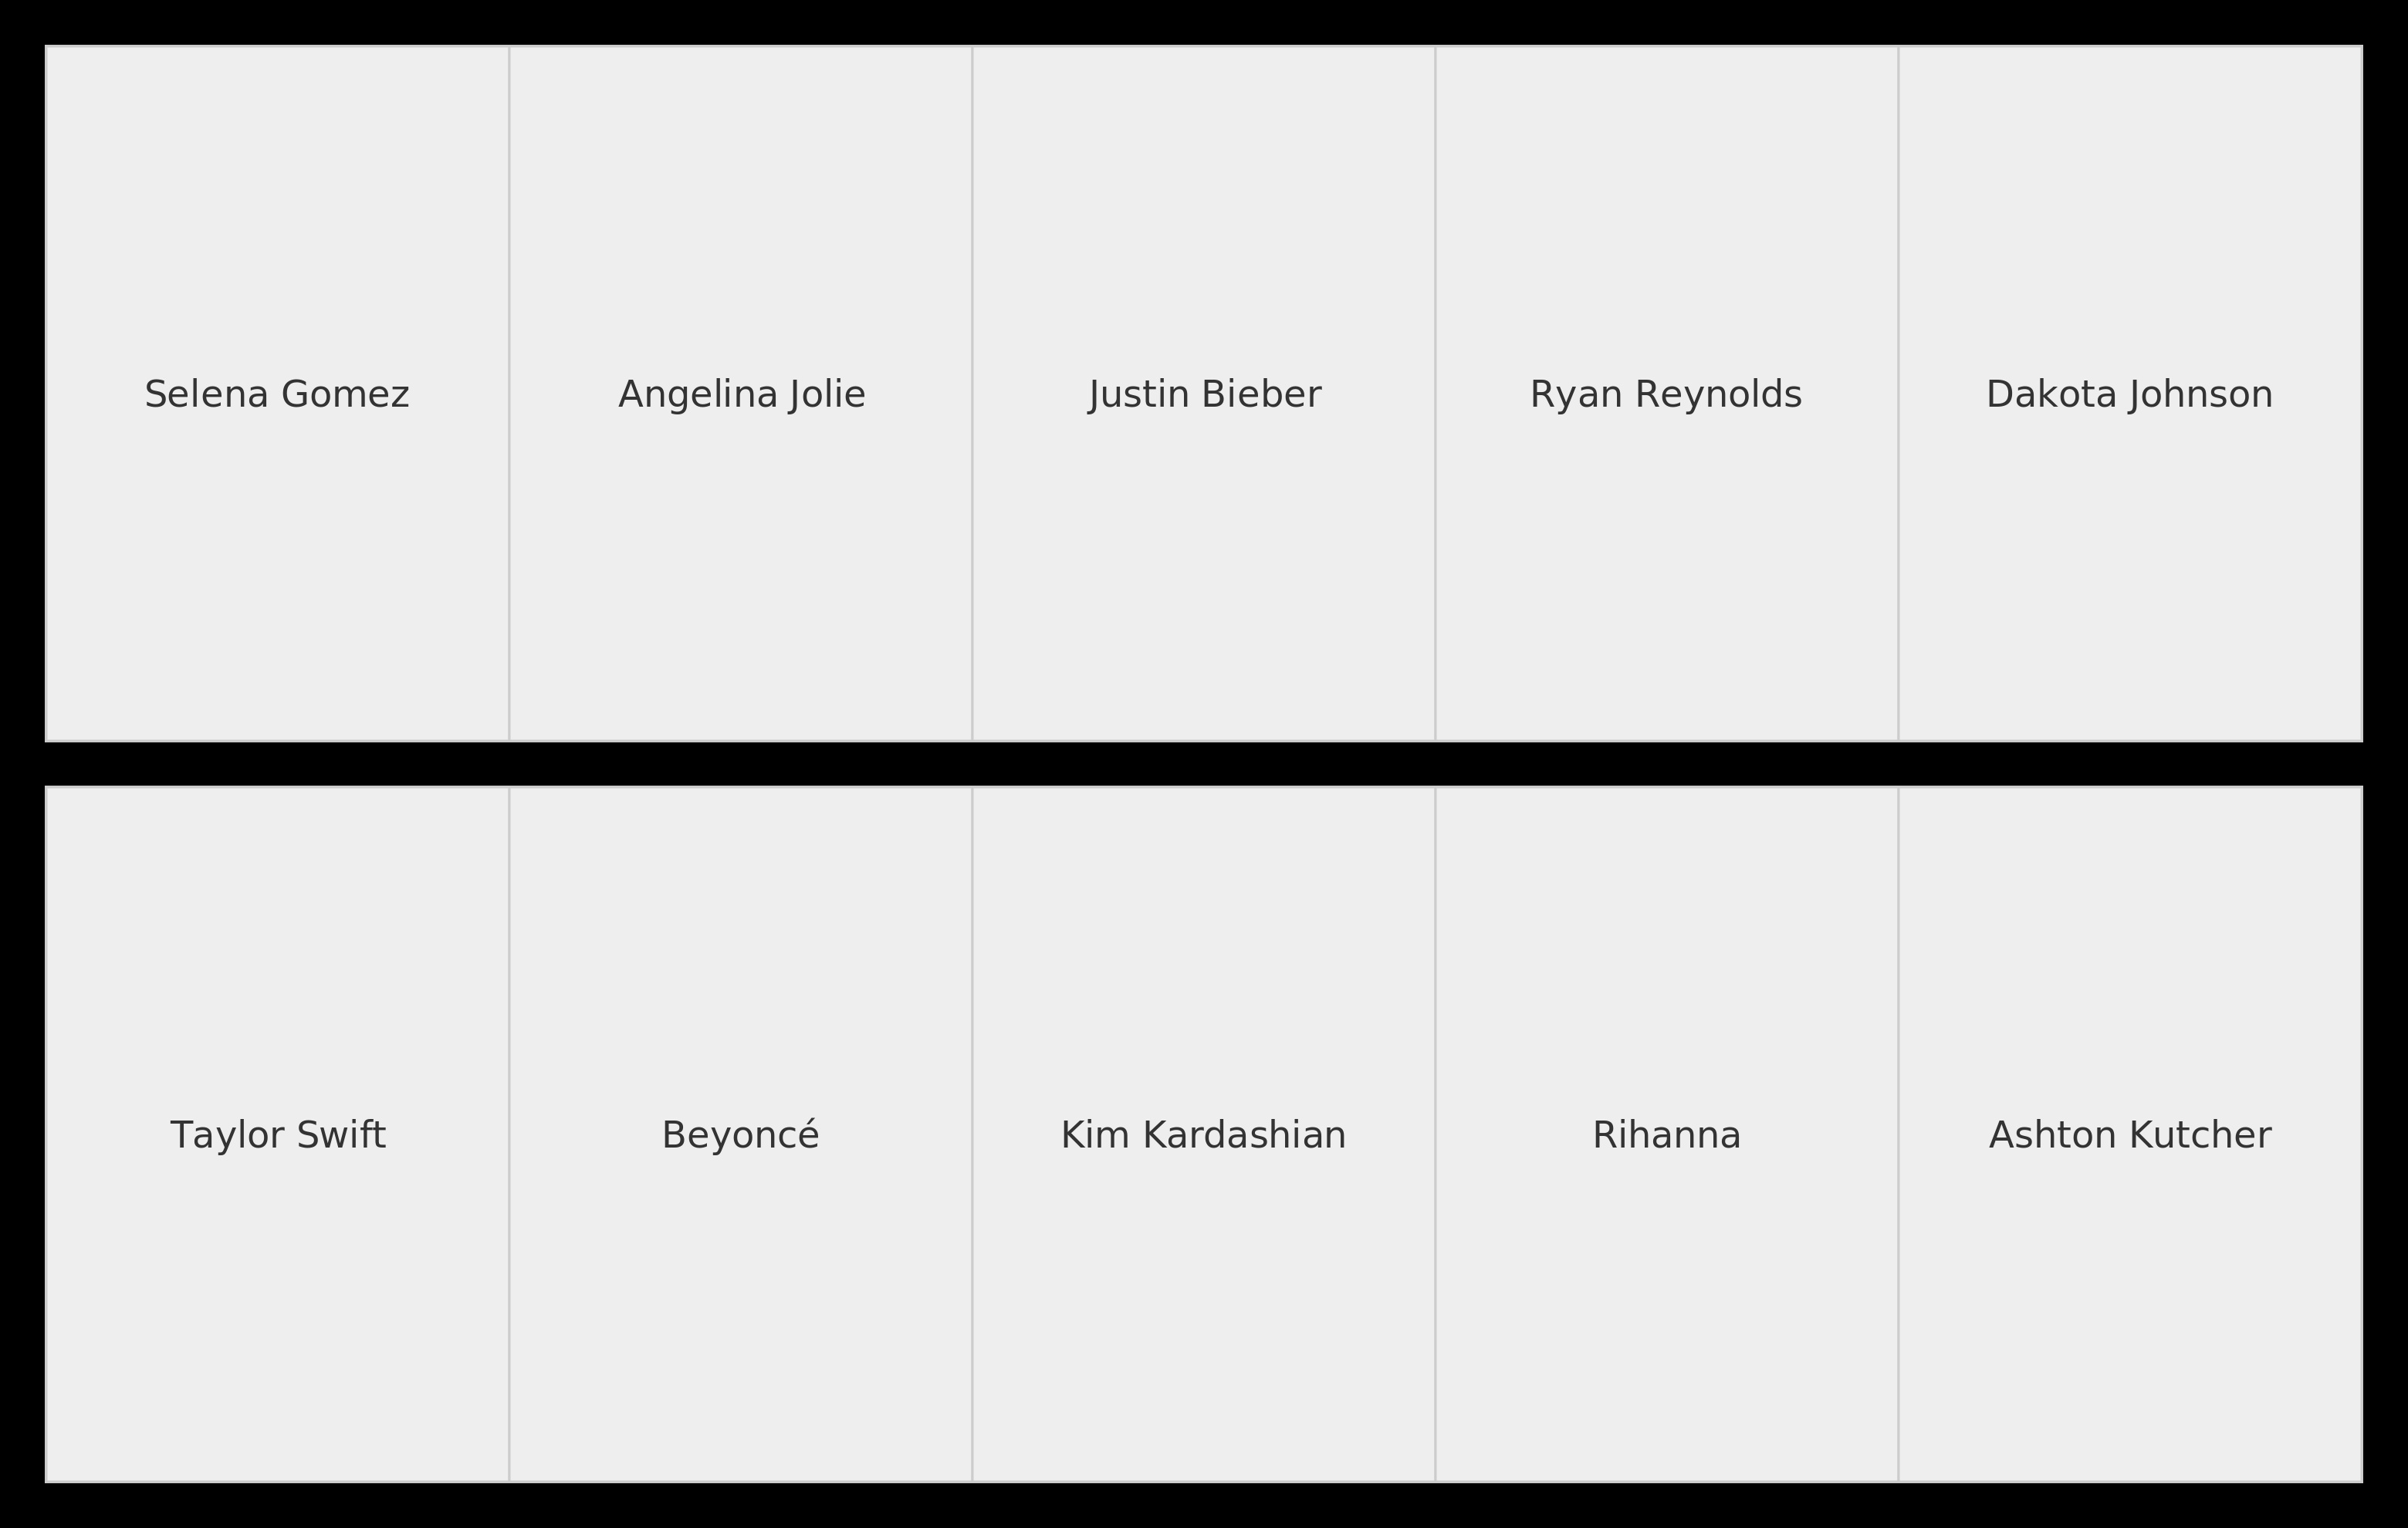 Selena Gomez
Angelina Jolie
Justin Bieber
Ryan Reynolds
Dakota Johnson
Taylor Swift
Beyoncé
Kim Kardashian
Rihanna
Ashton Kutcher